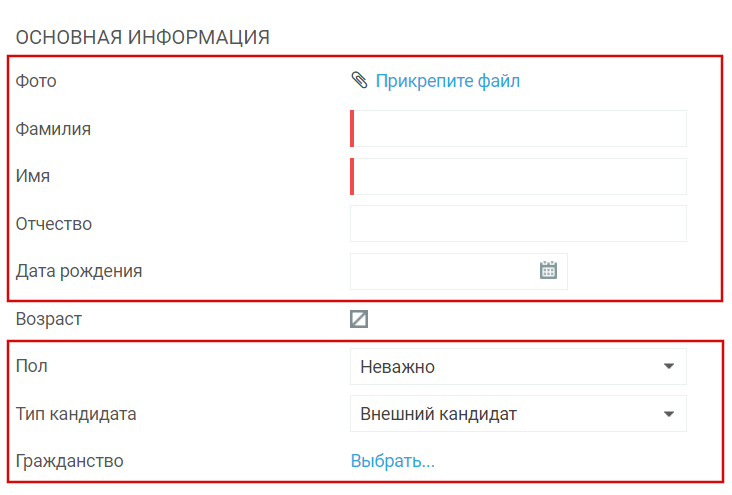 ОСНОВНАЯ ИНФОРМАЦИЯ
Фото Прикрепите файл
Фамилия
Имя
Отчество
Дата рождения
Возраст
Пол Неважно
Тип кандидата Внешний кандидат
Гражданство Выбрать...